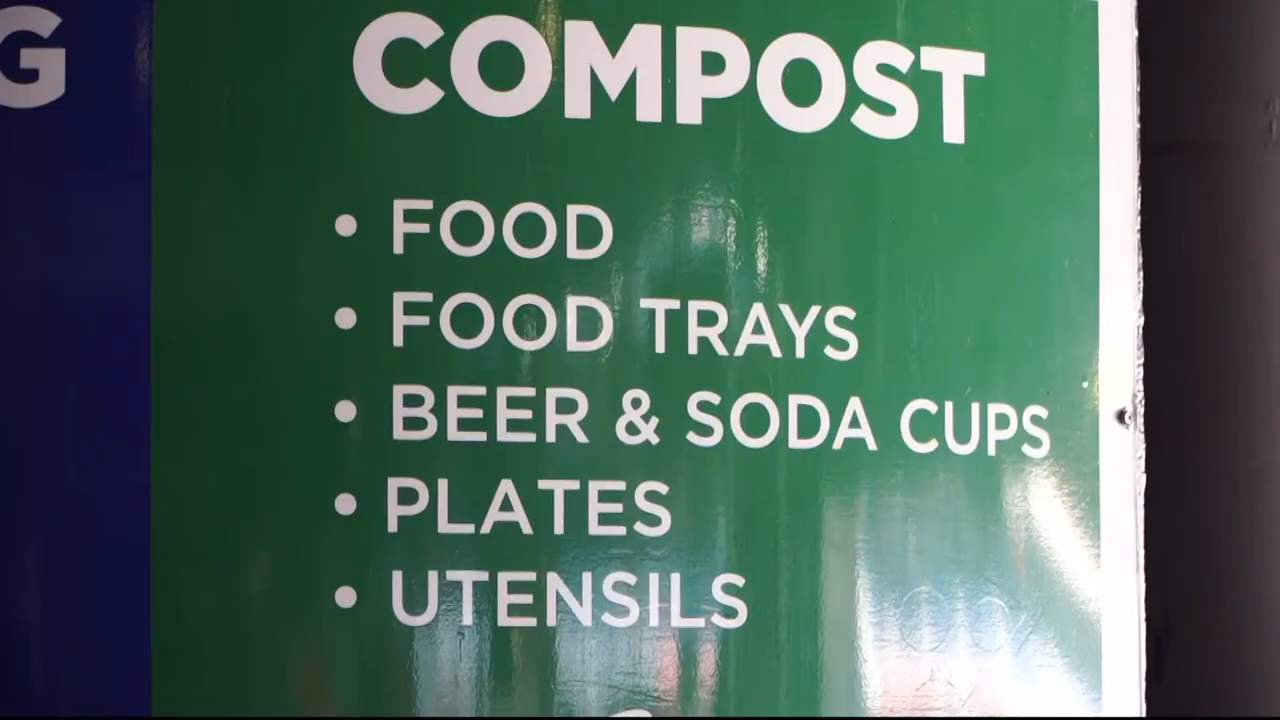 G
COMPOST
• FOOD
• FOOD TRAYS
• BEER & SODA CUPS
• PLATES
• UTENSILS